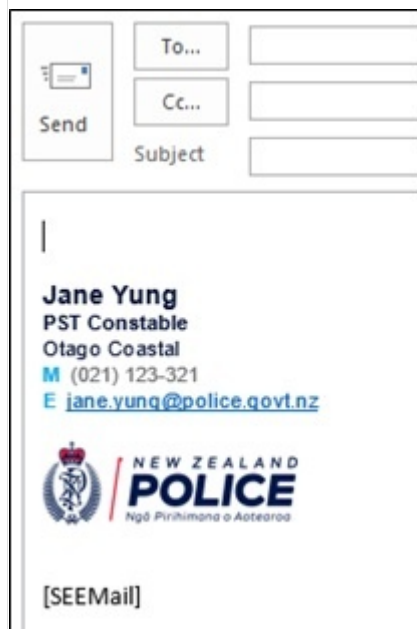 To...
Cc...
Send
Subject
Jane Yung
PST Constable
Otago Coastal
M (021) 123-321
E jane.yung@police.govt.nz
NEW ZEALAND
POLICE
Ngā Pirihimana o Aotearoa
[SEEMail]